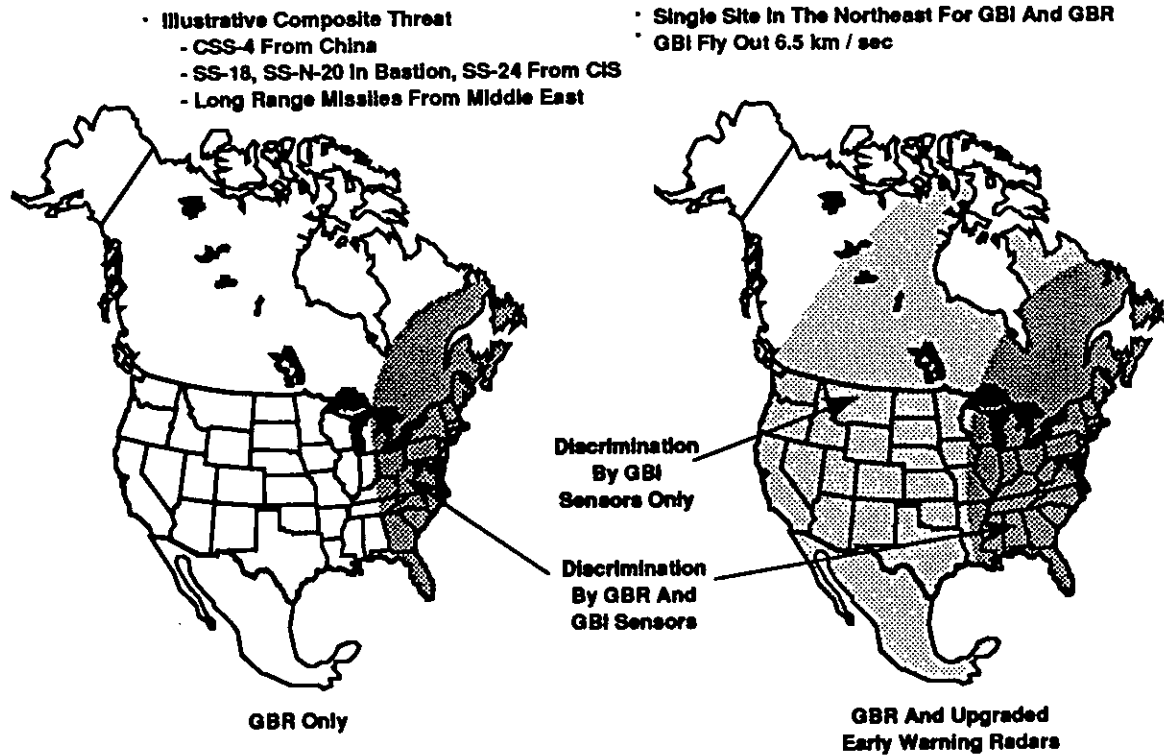 · Illustrative Composite Threat
- CSS-4 From China
- SS-18, SS-N-20 In Bastion, SS-24 From CIS
- Long Range Missiles From Middle East
· Single Site In The Northeast For GBI And GBR
· GBI Fly Out 6.5 km / sec
Discrimination
By GBI
Sensors Only
Discrimination
By GBR And
GBI Sensors
GBR Only
GBR And Upgraded
Early Warning Radars